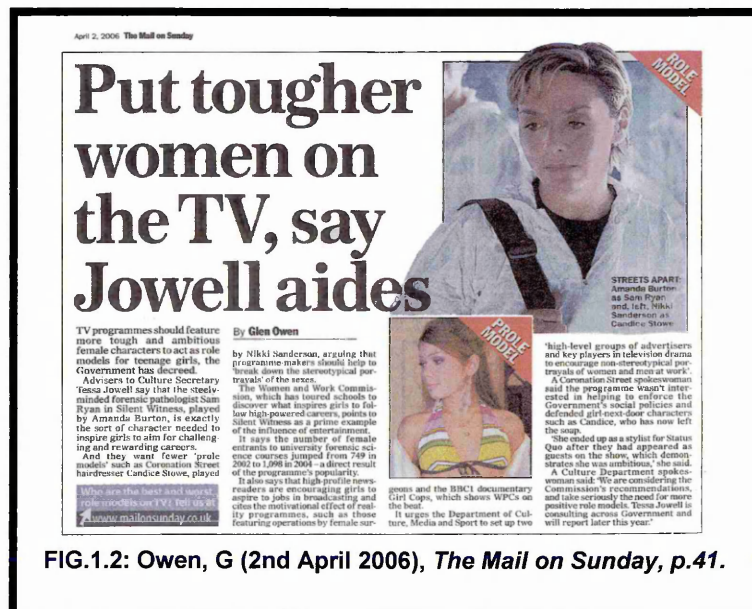 April 2, 2006 The Mail on Sunday
Put tougher
women on
the TV, say
Jowell aides
ROLE
MODEL
STREETS APART:
Amanda Burton
as Sam Ryan
and, left, Nikki
Sanderson as
Candice Stowe
TV programmes should feature
more tough and ambitious
female characters to act as role
models for teenage girls, the
Government has decreed.
Advisers to Culture Secretary
Tessa Jowell say that the steely-
minded forensic pathologist Sam
Ryan in Silent Witness, played
by Amanda Burton, is exactly
the sort of character needed to
inspire girls to aim for challeng-
ing and rewarding careers.
And they want fewer 'prole
models' such as Coronation Street
hairdresser Candice Stowe, played
Who are the best and worst
role models on TV? Tell us at
www.mailonsunday.co.uk
By Glen Owen
by Nikki Sanderson, arguing that
programme-makers should help to
'break down the stereotypical por-
trayals' of the sexes.
The Women and Work Commis-
sion, which has toured schools to
discover what inspires girls to fol-
low high-powered careers, points to
Silent Witness as a prime example
of the influence of entertainment.
It says the number of female
entrants to university forensic sci-
ence courses jumped from 749 in
2002 to 1,098 in 2004 – a direct result
of the programme's popularity.
It also says that high-profile news-
readers are encouraging girls to
aspire to jobs in broadcasting and
cites the motivational effect of real-
ity programmes, such as those
featuring operations by female sur-
PROLE
MODEL
geons and the BBC1 documentary
Girl Cops, which shows WPCs on
the beat.
It urges the Department of Cul-
ture, Media and Sport to set up two
'high-level groups of advertisers
and key players in television drama
to encourage non-stereotypical por-
trayals of women and men at work'.
A Coronation Street spokeswoman
said the programme wasn't inter-
ested in helping to enforce the
Government's social policies and
defended girl-next-door characters
such as Candice, who has now left
the soap.
'She ended up as a stylist for Status
Quo after they had appeared as
guests on the show, which demon-
strates she was ambitious,' she said.
A Culture Department spokes-
woman said: 'We are considering the
Commission's recommendations,
and take seriously the need for more
positive role models. Tessa Jowell is
consulting across Government and
will report later this year.'
FIG.1.2: Owen, G (2nd April 2006), The Mail on Sunday, p.41.